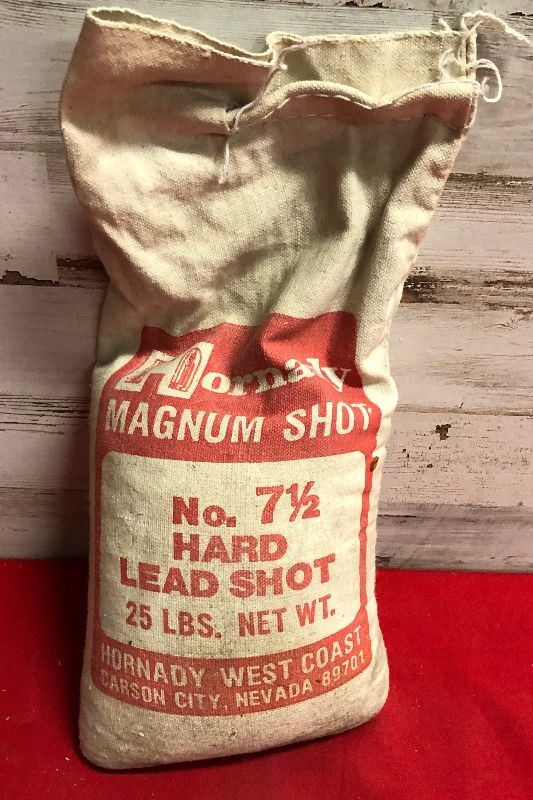 Hornady
MAGNUM SHOT
No. 7½
HARD
LEAD SHOT
25 LBS. NET WT.
HORNADY WEST COAST
CARSON CITY, NEVADA 89701